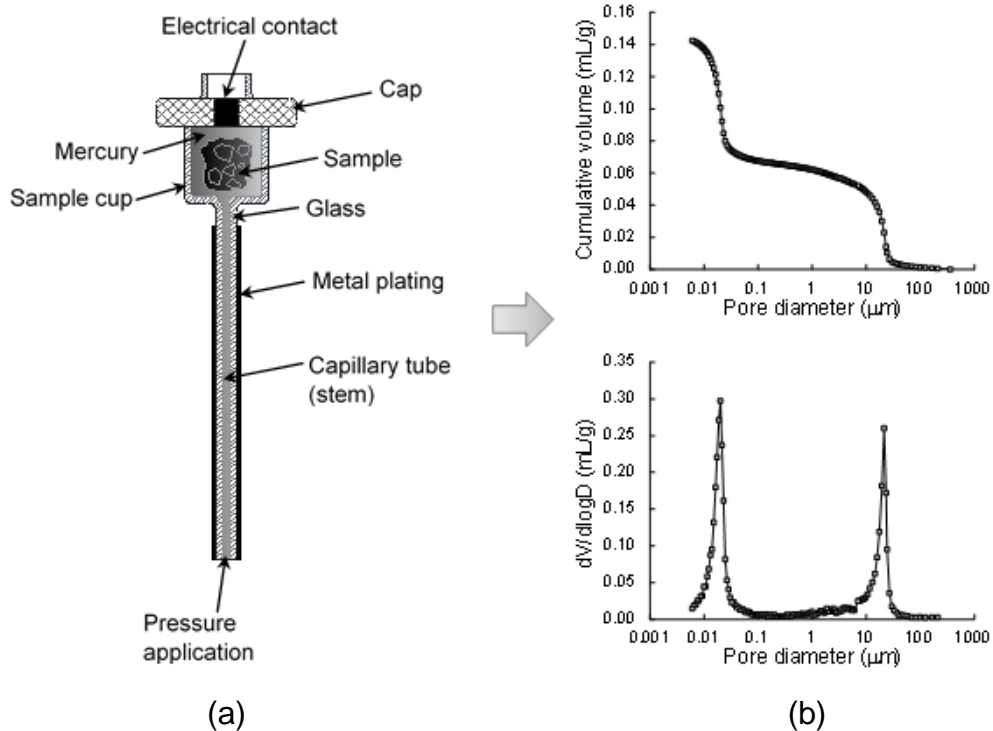 Electrical contact
Cap
Mercury
Sample
Sample cup
Glass
Metal plating
Capillary tube
(stem)
Pressure
application
(a)
Cumulative volume (mL/g)
0.16
0.14
0.12
0.10
0.08
0.06
0.04
0.02
0.00
0.001 0.01 0.1 1 10 100 1000
Pore diameter (μm)
dV/dlogD (mL/g)
0.35
0.30
0.25
0.20
0.15
0.10
0.05
0.00
0.001 0.01 0.1 1 10 100 1000
Pore diameter (μm)
(b)